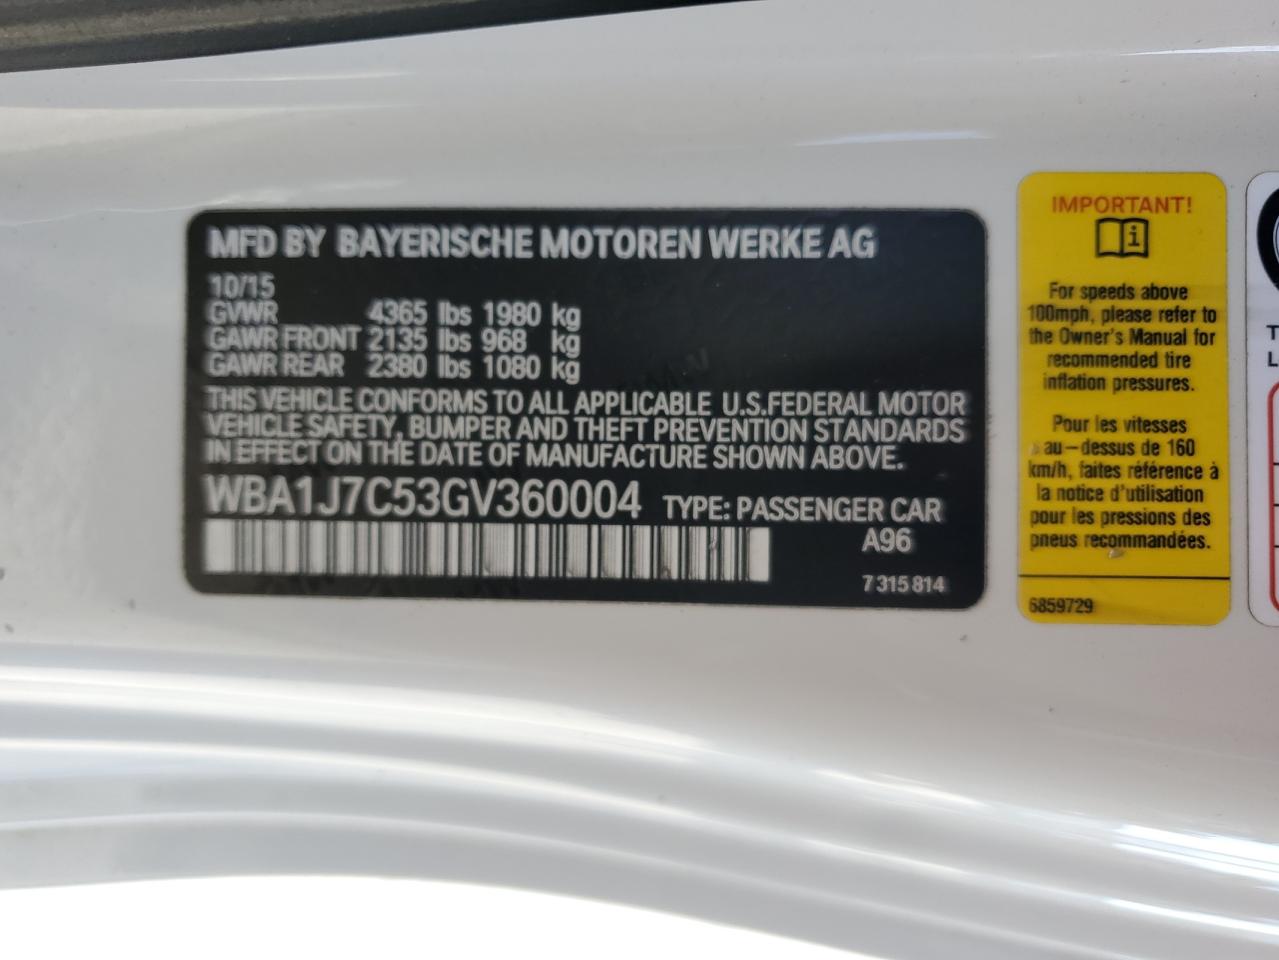 MFD BY BAYERISCHE MOTOREN WERKE AG
10/15
GVWR 4365 lbs 1980 kg
GAWR FRONT 2135 lbs 968 kg
GAWR REAR 2380 lbs 1080 kg
THIS VEHICLE CONFORMS TO ALL APPLICABLE U.S.FEDERAL MOTOR
VEHICLE SAFETY, BUMPER AND THEFT PREVENTION STANDARDS
IN EFFECT ON THE DATE OF MANUFACTURE SHOWN ABOVE.
WBA1J7C53GV360004 TYPE: PASSENGER CAR
A96
7 315 814
IMPORTANT!
i
For speeds above
100mph, please refer to
the Owner's Manual for
recommended tire
inflation pressures.
Pour les vitesses
au-dessus de 160
km/h, faites référence à
la notice d'utilisation
pour les pressions des
pneus recommandées.
6859729
T
L